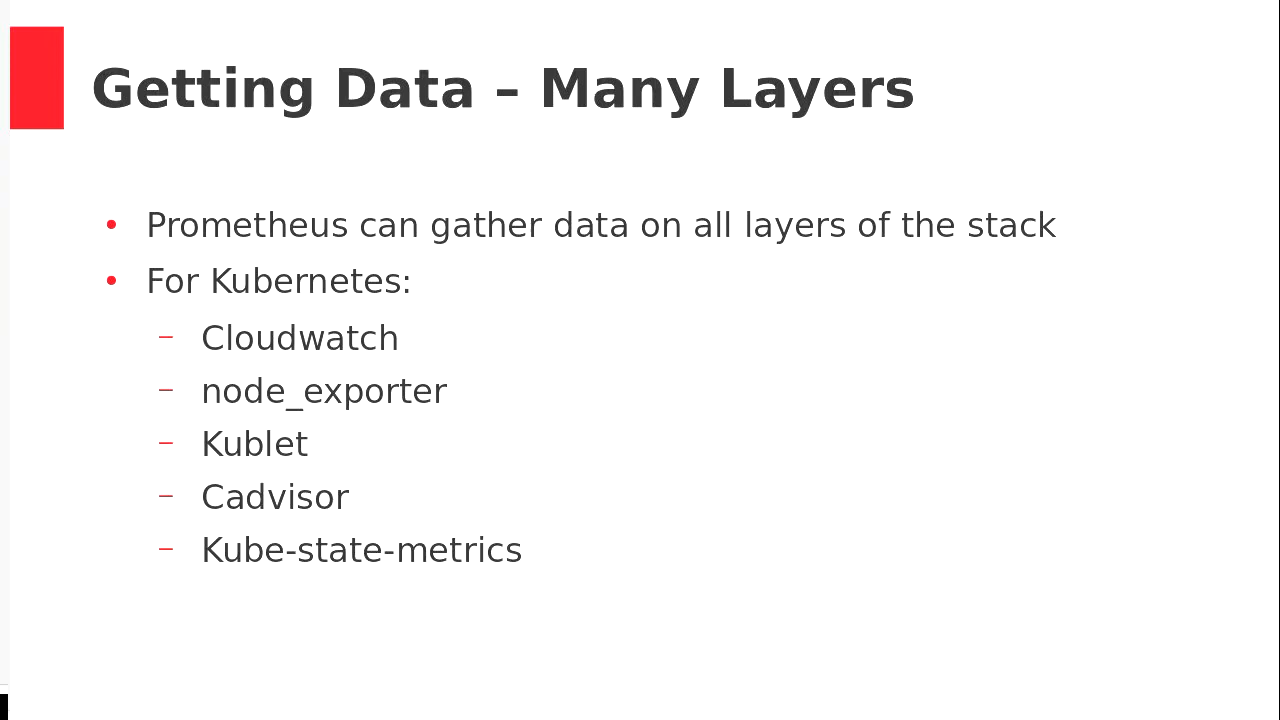 Getting Data – Many Layers
• Prometheus can gather data on all layers of the stack
• For Kubernetes:
– Cloudwatch
– node_exporter
– Kublet
– Cadvisor
– Kube-state-metrics